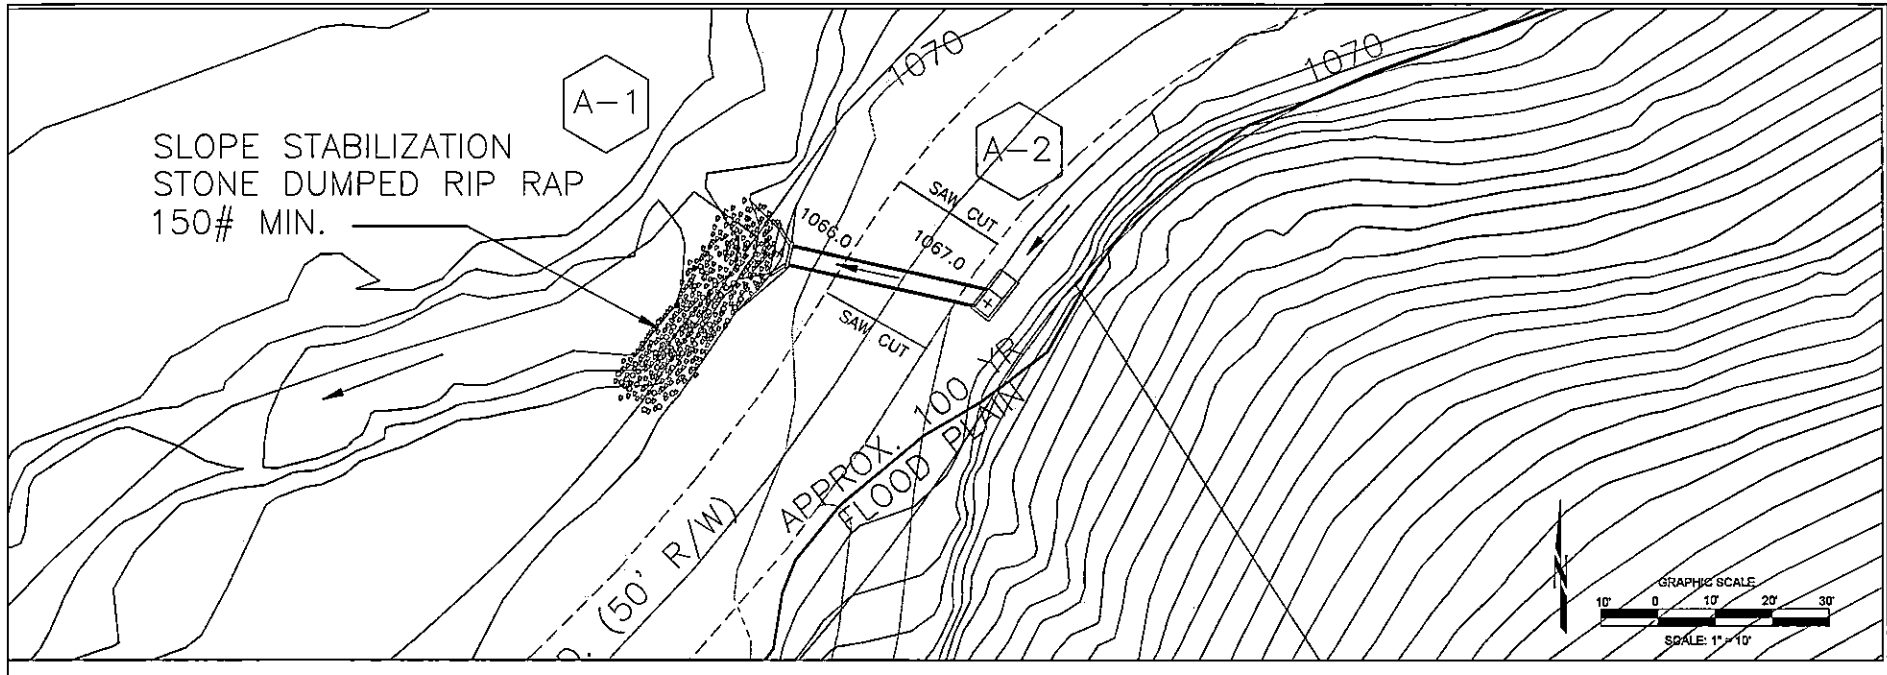 1070
1070
A-1
A-2
SLOPE STABILIZATION
STONE DUMPED RIP RAP
150# MIN.
SAW CUT
1066.0
1067.0
SAW CUT
APPROX. 100 YR
FLOOD PLAIN
D. (50' R/W)
N
GRAPHIC SCALE
10' 0 10' 20' 30'
SCALE: 1" = 10'